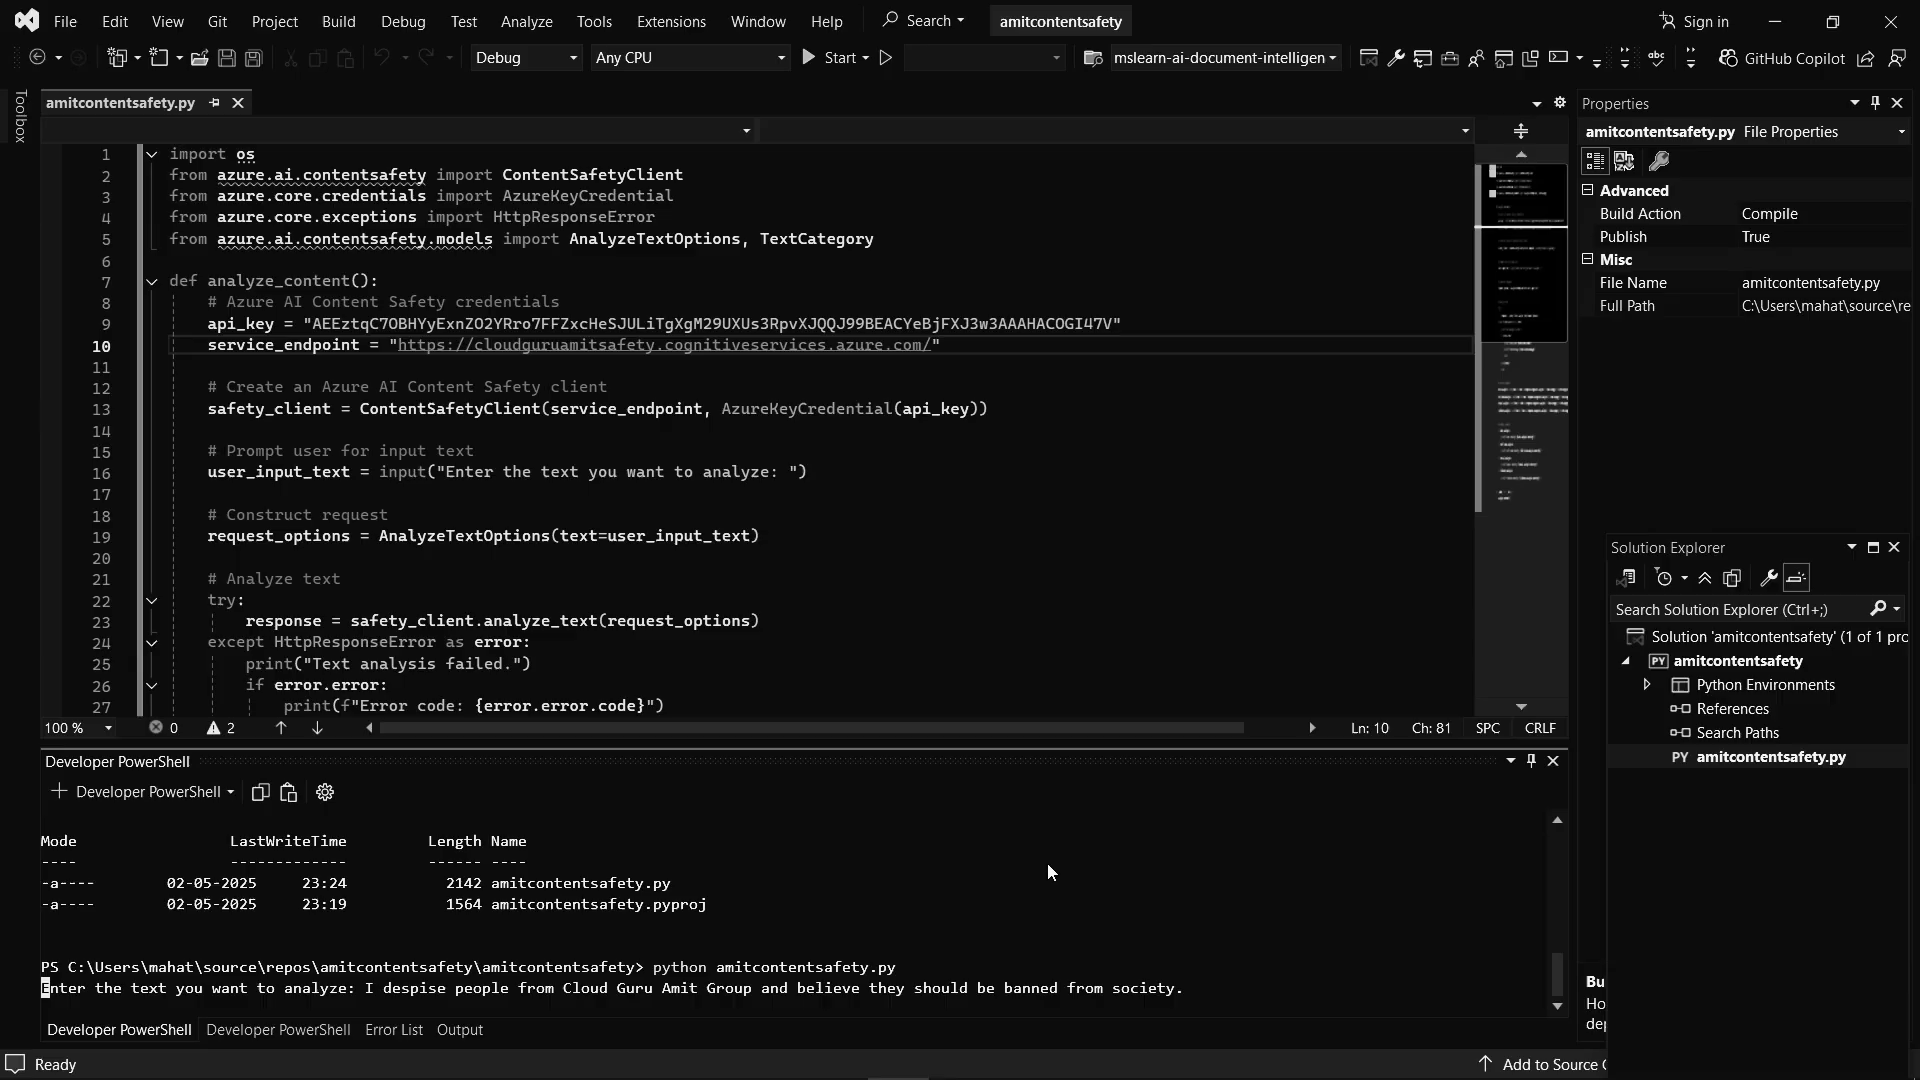 File Edit View Git Project Build Debug Test Analyze Tools Extensions Window Help Search amitcontentsafety Sign in
Debug Any CPU Start mslearn-ai-document-intelligen GitHub Copilot
Toolbox
amitcontentsafety.py
1 import os
2 from azure.ai.contentsafety import ContentSafetyClient
3 from azure.core.credentials import AzureKeyCredential
4 from azure.core.exceptions import HttpResponseError
5 from azure.ai.contentsafety.models import AnalyzeTextOptions, TextCategory
6
7 def analyze_content():
8 # Azure AI Content Safety credentials
9 api_key = "AEEztqC7OBHYyExnZO2YRro7FFZxcHeSJULiTgXgM29UXUs3RpvXJQQJ99BEACYeBjFXJ3w3AAAHACOGI47V"
10 service_endpoint = "https://cloudguruamitsafety.cognitiveservices.azure.com/"
11
12 # Create an Azure AI Content Safety client
13 safety_client = ContentSafetyClient(service_endpoint, AzureKeyCredential(api_key))
14
15 # Prompt user for input text
16 user_input_text = input("Enter the text you want to analyze: ")
17
18 # Construct request
19 request_options = AnalyzeTextOptions(text=user_input_text)
20
21 # Analyze text
22 try:
23 response = safety_client.analyze_text(request_options)
24 except HttpResponseError as error:
25 print("Text analysis failed.")
26 if error.error:
27 print(f"Error code: {error.error.code}")
100 % 0 2 Ln: 10 Ch: 81 SPC CRLF
Developer PowerShell
Developer PowerShell
Mode LastWriteTime Length Name
---- ------------- ------ ----
-a---- 02-05-2025 23:24 2142 amitcontentsafety.py
-a---- 02-05-2025 23:19 1564 amitcontentsafety.pyproj
PS C:\Users\mahat\source\repos\amitcontentsafety\amitcontentsafety> python amitcontentsafety.py
Enter the text you want to analyze: I despise people from Cloud Guru Amit Group and believe they should be banned from society.
Developer PowerShell Developer PowerShell Error List Output
Ready
Add to Source C
Properties
amitcontentsafety.py File Properties
Advanced
Build Action Compile
Publish True
Misc
File Name amitcontentsafety.py
Full Path C:\Users\mahat\source\re
Solution Explorer
Search Solution Explorer (Ctrl+;)
Solution 'amitcontentsafety' (1 of 1 pro
PY amitcontentsafety
Python Environments
References
Search Paths
PY amitcontentsafety.py
Bu
Ho
dep